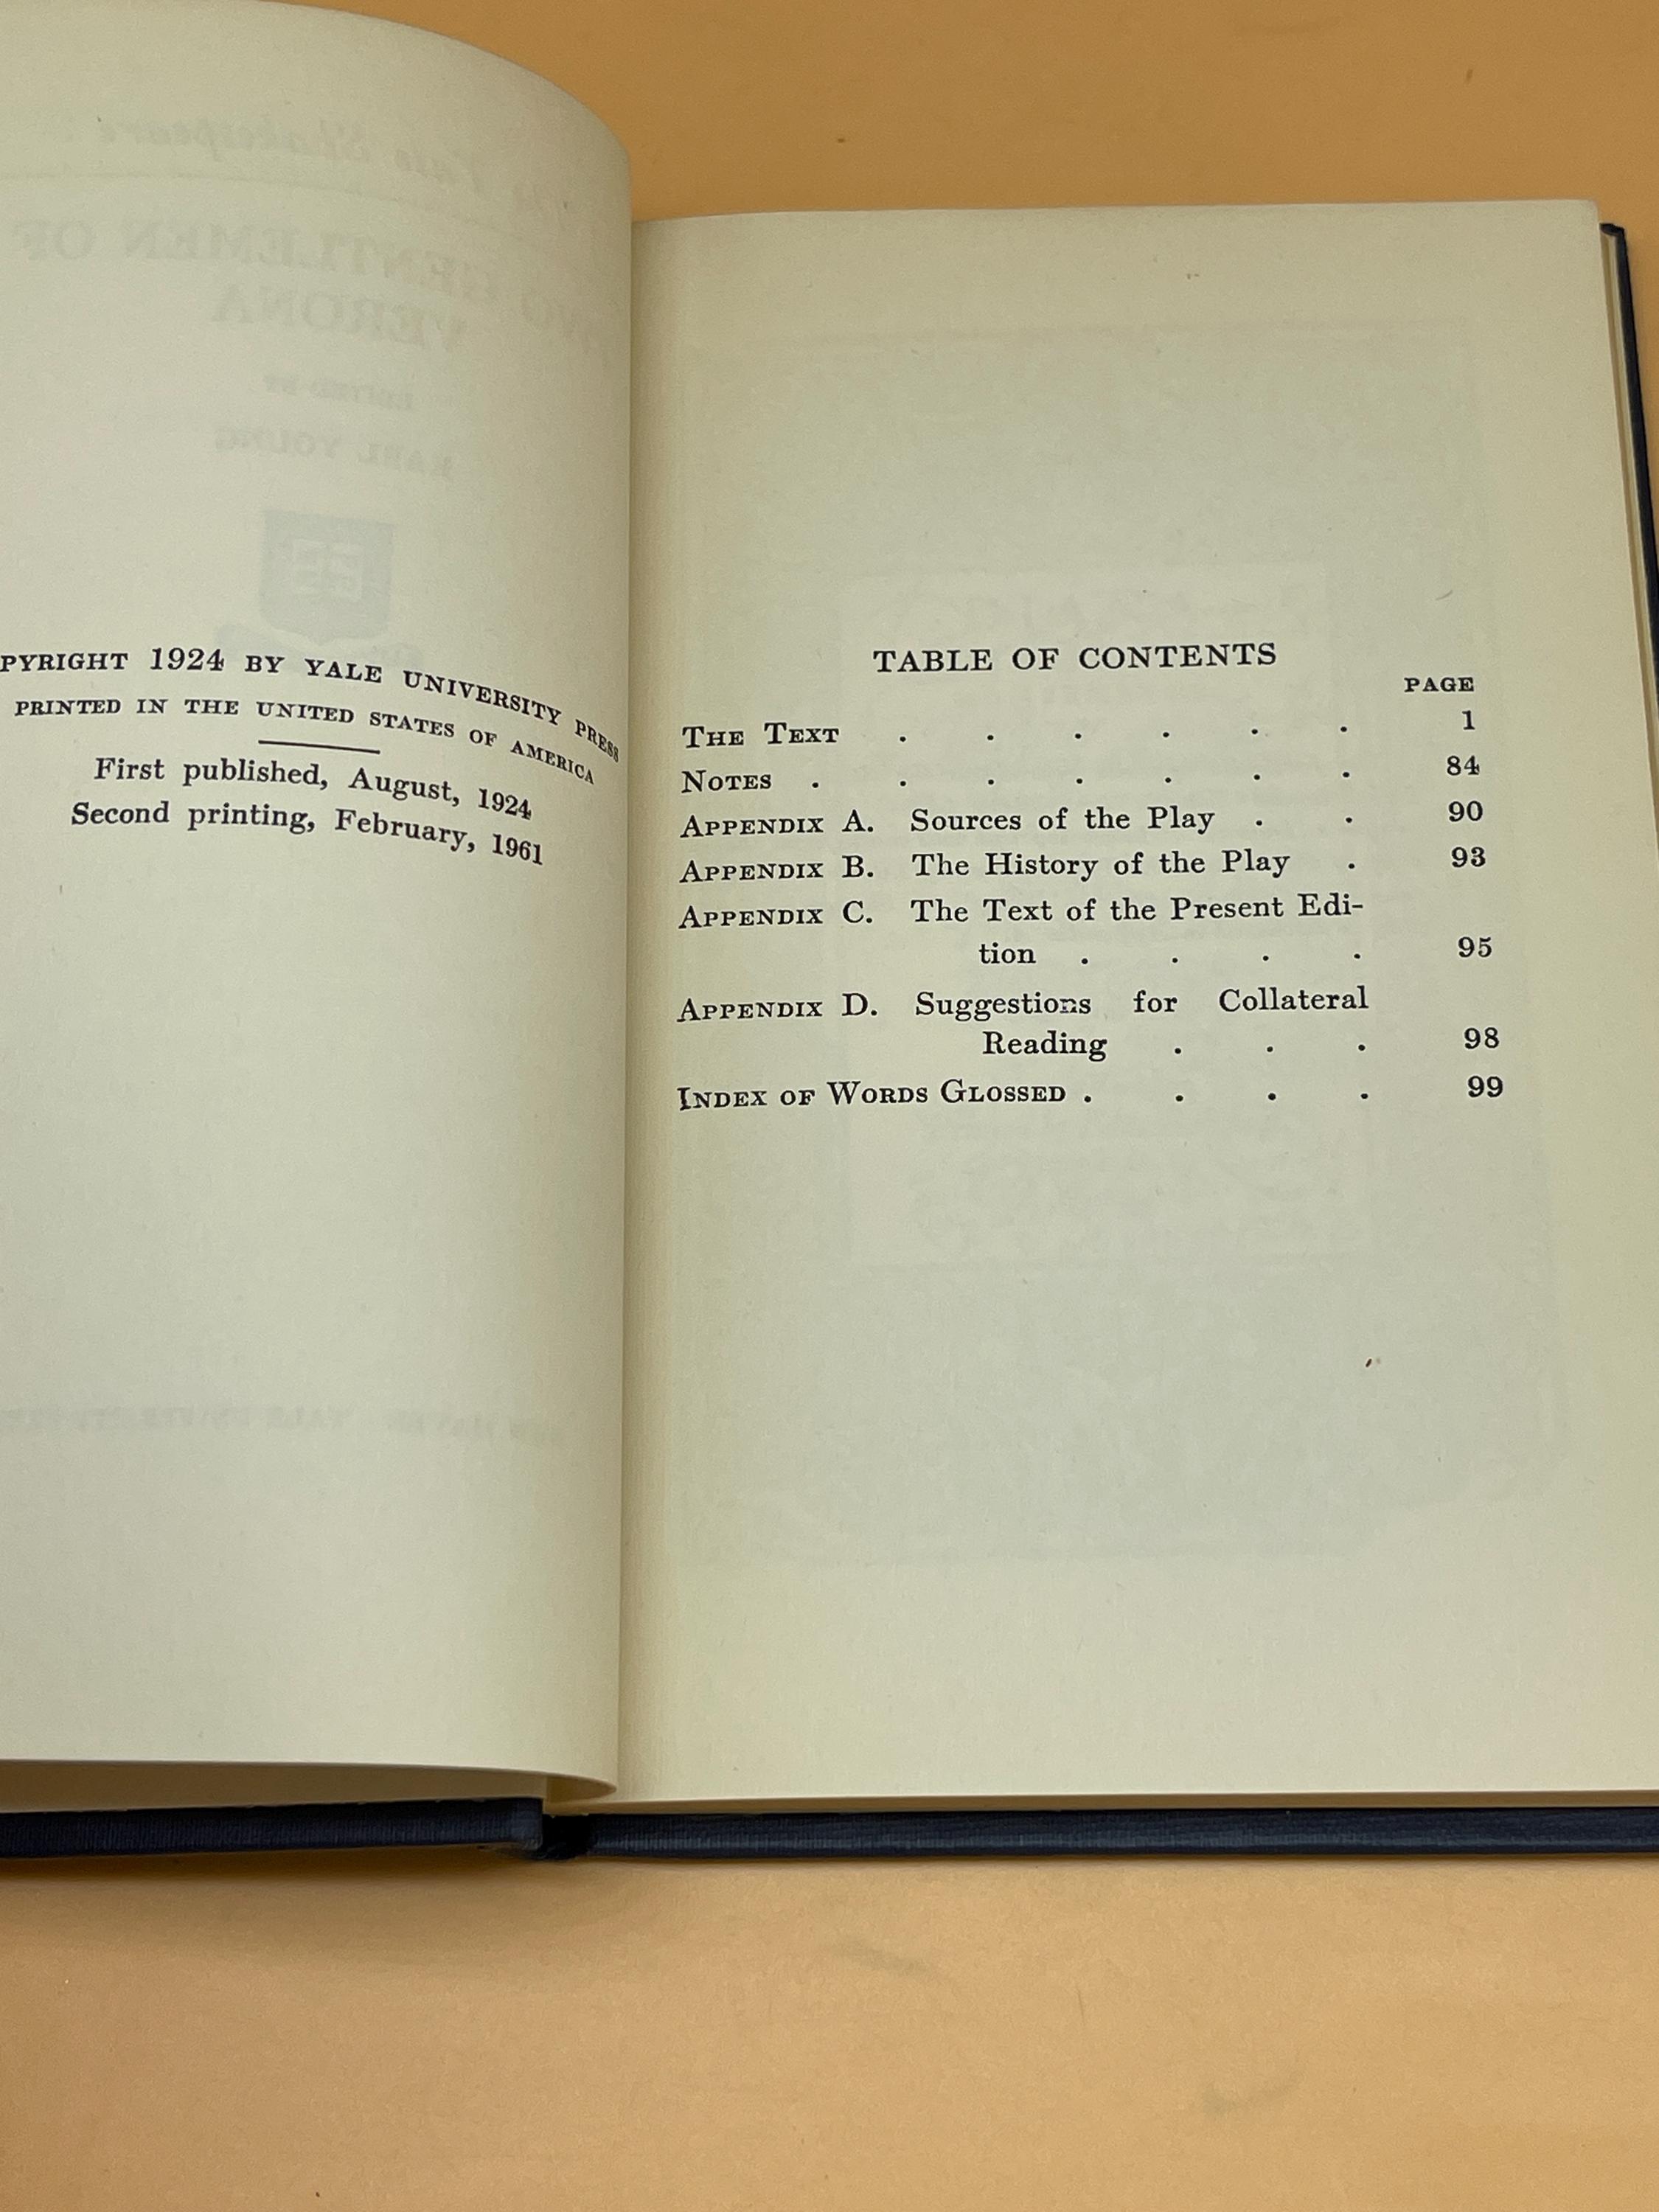 PYRIGHT 1924 BY YALE UNIVERSITY PRESS
PRINTED IN THE UNITED STATES OF AMERICA
First published, August, 1924
Second printing, February, 1961
TABLE OF CONTENTS
PAGE
THE TEXT . . . . . . 1
NOTES . . . . . . . 84
APPENDIX A. Sources of the Play . . 90
APPENDIX B. The History of the Play . 93
APPENDIX C. The Text of the Present Edi-
tion . . . . 95
APPENDIX D. Suggestions for Collateral
Reading . . . 98
INDEX OF WORDS GLOSSED . . . . 99